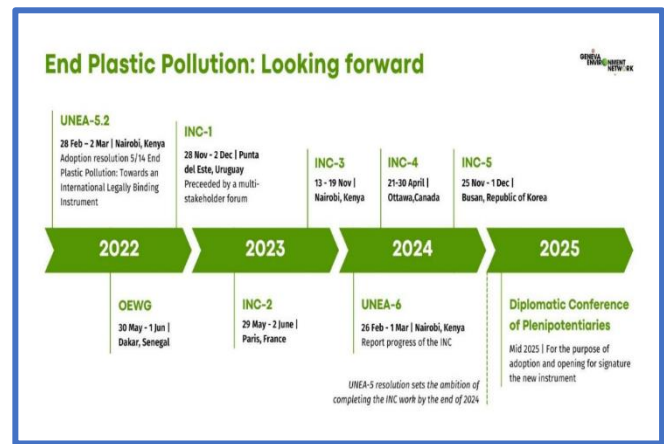 End Plastic Pollution: Looking forward
GENEVA
ENVIRONMENT
NETWORK
UNEA-5.2
28 Feb – 2 Mar | Nairobi, Kenya
Adoption resolution 5/14 End
Plastic Pollution: Towards an
International Legally Binding
Instrument
INC-1
28 Nov - 2 Dec | Punta
del Este, Uruguay
Preceeded by a multi-
stakeholder forum
INC-3
13 - 19 Nov |
Nairobi, Kenya
INC-4
21-30 April |
Ottawa,Canada
INC-5
25 Nov - 1 Dec |
Busan, Republic of Korea
2022
2023
2024
2025
OEWG
30 May - 1 Jun |
Dakar, Senegal
INC-2
29 May - 2 June |
Paris, France
UNEA-6
26 Feb - 1 Mar | Nairobi, Kenya
Report progress of the INC
Diplomatic Conference
of Plenipotentiaries
Mid 2025 | For the purpose of
adoption and opening for signature
the new instrument
UNEA-5 resolution sets the ambition of
completing the INC work by the end of 2024